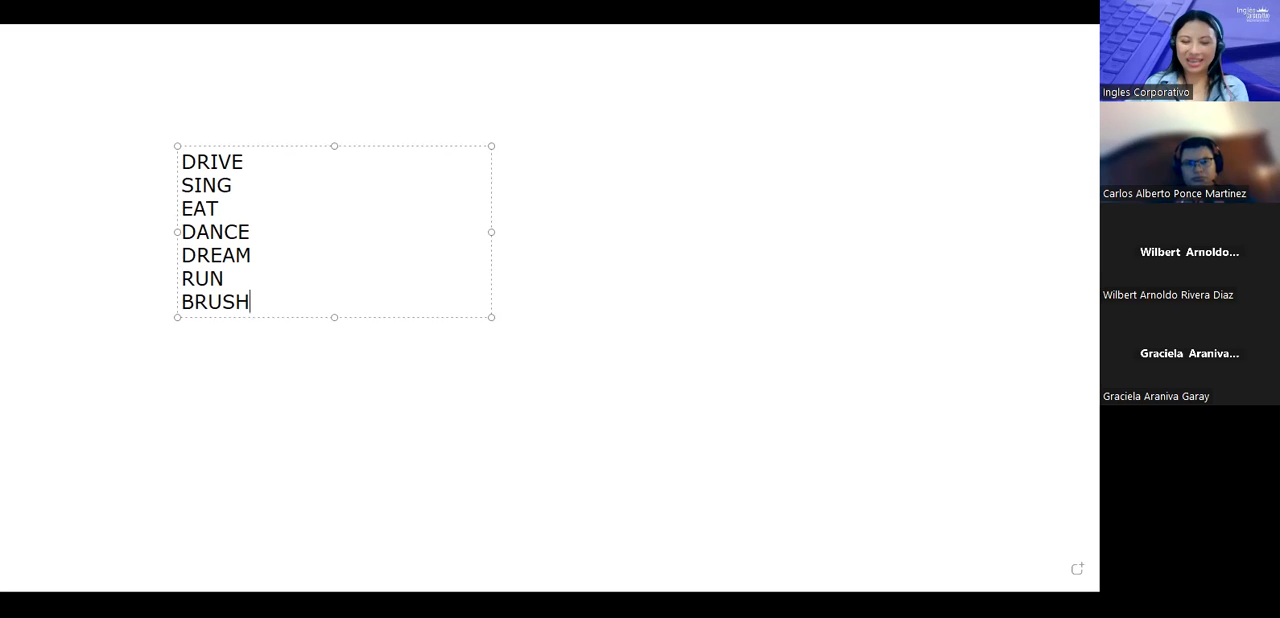 DRIVE
SING
EAT
DANCE
DREAM
RUN
BRUSH
Ingles
Ingles Corporativo
Carlos Alberto Ponce Martinez
Wilbert Arnoldo...
Wilbert Arnoldo Rivera Diaz
Graciela Araniva...
Graciela Araniva Garay